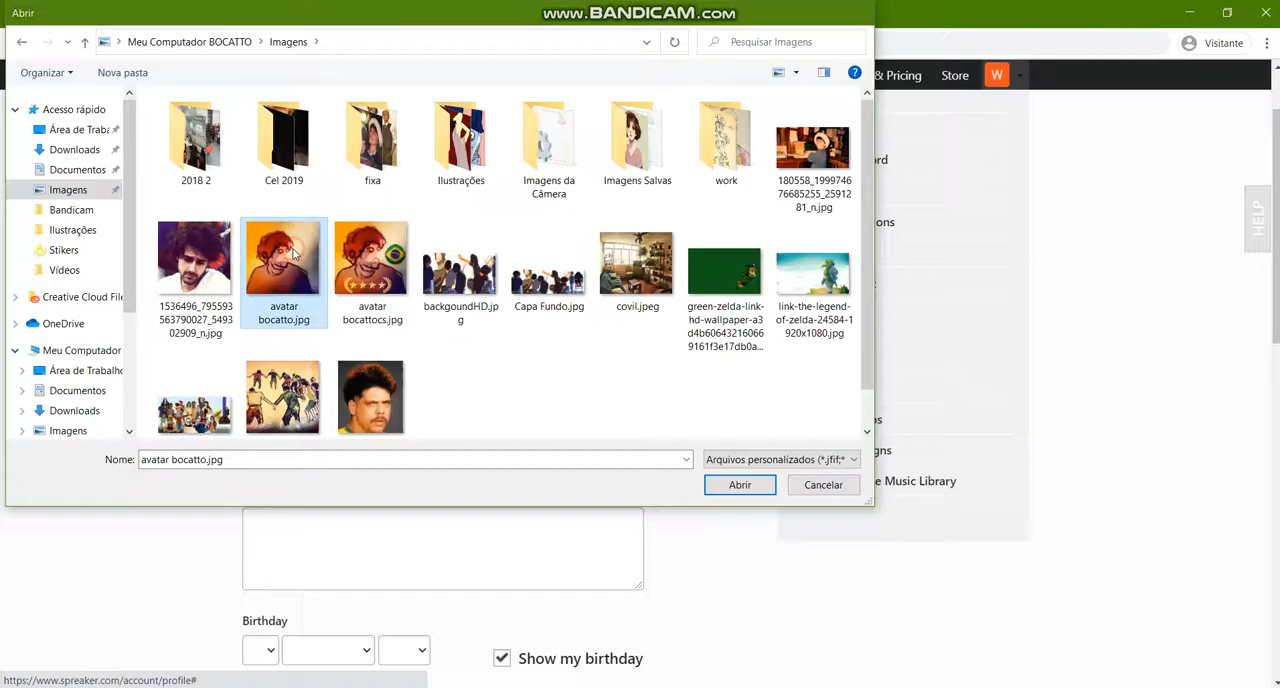 Abrir
www.BANDICAM.com
Meu Computador BOCATTO
Imagens
Pesquisar Imagens
Visitante
Organizar
Nova pasta
& Pricing
Store
W
Acesso rápido
Área de Traba
Downloads
Documentos
Imagens
Bandicam
Ilustrações
Stikers
Vídeos
Creative Cloud File
OneDrive
Meu Computador
Área de Trabalho
Documentos
Downloads
Imagens
2018 2
Cel 2019
fixa
Ilustrações
Imagens da
Câmera
Imagens Salvas
work
180558_1999746
76685255_25912
81_n.jpg
1536496_795593
563790027_5493
02909_n.jpg
avatar
bocatto.jpg
avatar
bocattocs.jpg
backgoundHD.jp
g
Capa Fundo.jpg
covil.jpeg
green-zelda-link-
hd-wallpaper-a3
d4b60643216066
9161f3e17db0a...
link-the-legend-
of-zelda-24584-1
920x1080.jpg
ord
ions
Nome:
avatar bocatto.jpg
Arquivos personalizados (*.jfif;*
Abrir
Cancelar
gns
e Music Library
HELP
Birthday
Show my birthday
https://www.spreaker.com/account/profile#